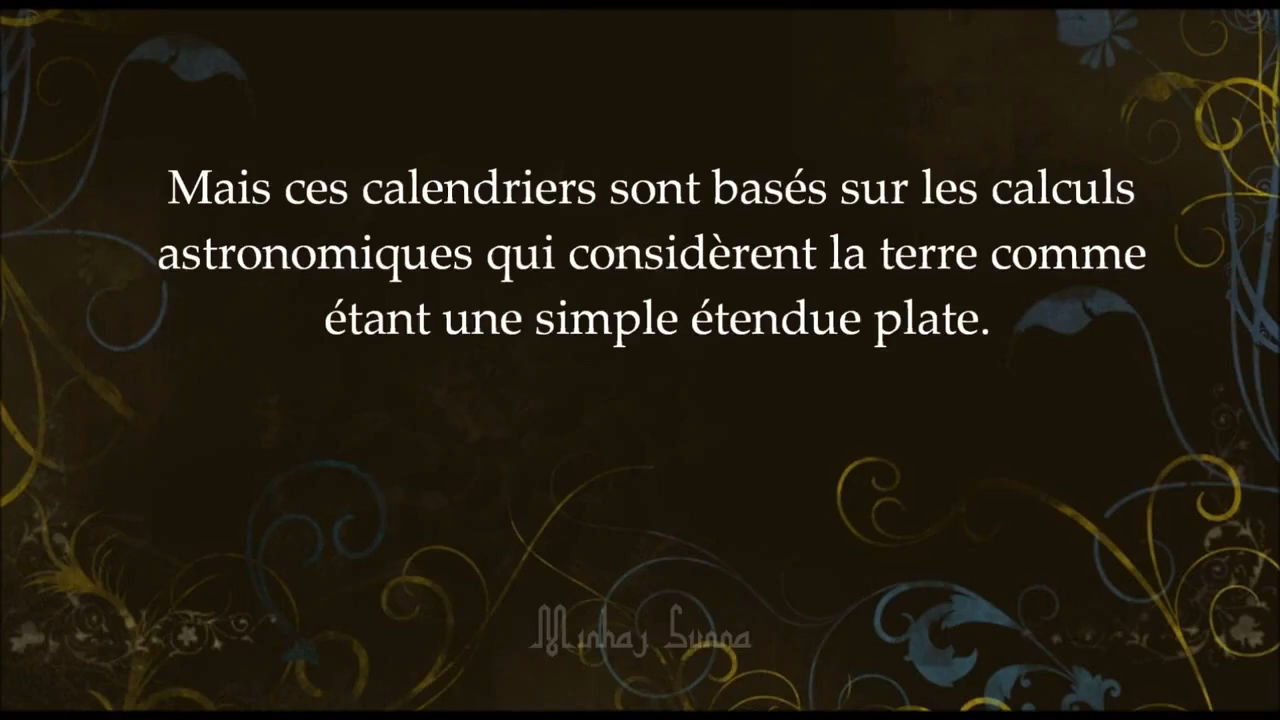 Mais ces calendriers sont basés sur les calculs
astronomiques qui considèrent la terre comme
étant une simple étendue plate.
Minhaj Sunna